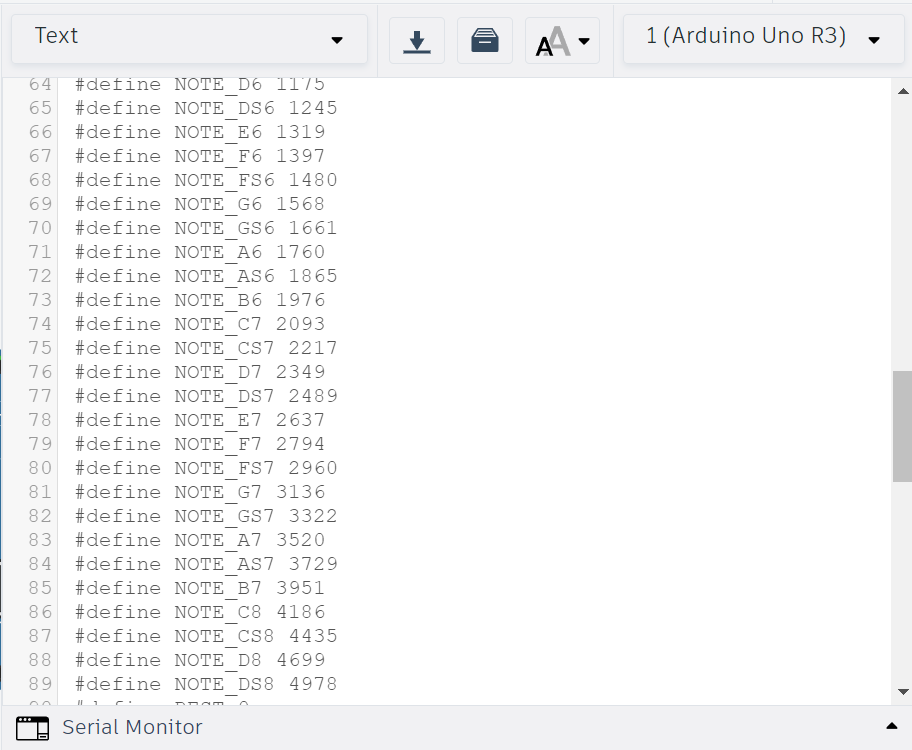 Text
1 (Arduino Uno R3)
64 #define NOTE_D6 1175
65 #define NOTE_DS6 1245
66 #define NOTE_E6 1319
67 #define NOTE_F6 1397
68 #define NOTE_FS6 1480
69 #define NOTE_G6 1568
70 #define NOTE_GS6 1661
71 #define NOTE_A6 1760
72 #define NOTE_AS6 1865
73 #define NOTE_B6 1976
74 #define NOTE_C7 2093
75 #define NOTE_CS7 2217
76 #define NOTE_D7 2349
77 #define NOTE_DS7 2489
78 #define NOTE_E7 2637
79 #define NOTE_F7 2794
80 #define NOTE_FS7 2960
81 #define NOTE_G7 3136
82 #define NOTE_GS7 3322
83 #define NOTE_A7 3520
84 #define NOTE_AS7 3729
85 #define NOTE_B7 3951
86 #define NOTE_C8 4186
87 #define NOTE_CS8 4435
88 #define NOTE_D8 4699
89 #define NOTE_DS8 4978
Serial Monitor